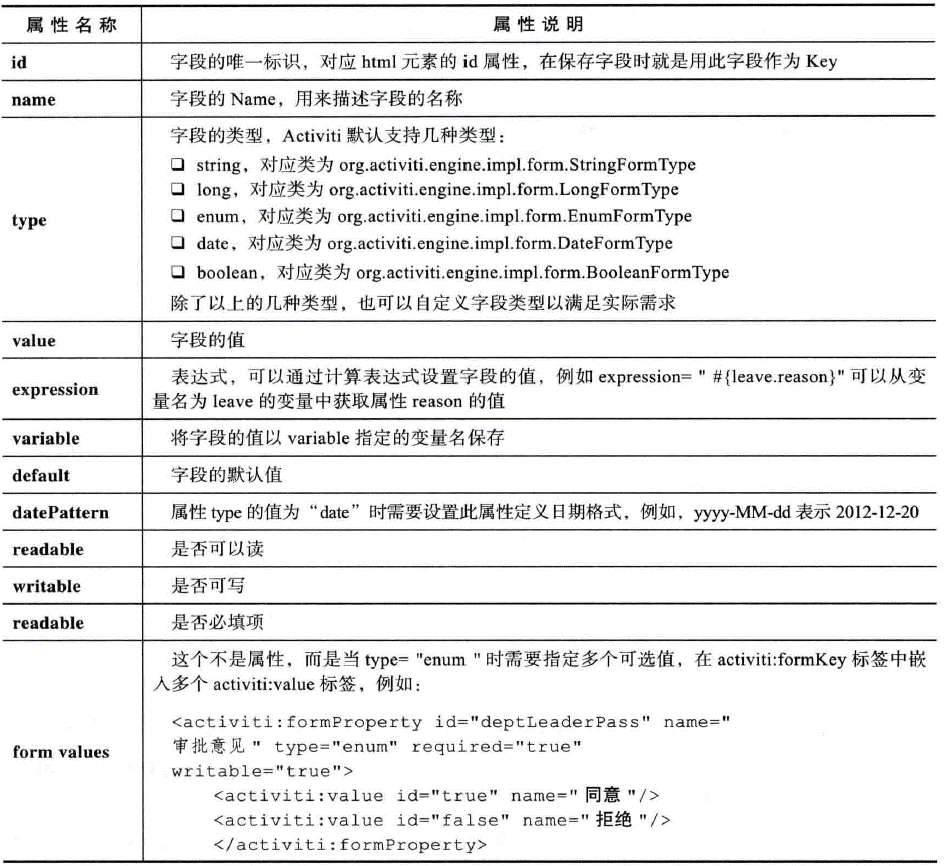 属性名称 属性说明
id 字段的唯一标识，对应 html 元素的 id 属性，在保存字段时就是用此字段作为 Key
name 字段的 Name，用来描述字段的名称
字段的类型，Activiti 默认支持几种类型：
❑ string，对应类为 org.activiti.engine.impl.form.StringFormType
❑ long，对应类为 org.activiti.engine.impl.form.LongFormType
type ❑ enum，对应类为 org.activiti.engine.impl.form.EnumFormType
❑ date，对应类为 org.activiti.engine.impl.form.DateFormType
❑ boolean，对应类为 org.activiti.engine.impl.form.BooleanFormType
除了以上的几种类型，也可以自定义字段类型以满足实际需求
value 字段的值
expression 表达式，可以通过计算表达式设置字段的值，例如 expression= " #{leave.reason}" 可以从变
量名为 leave 的变量中获取属性 reason 的值
variable 将字段的值以 variable 指定的变量名保存
default 字段的默认值
datePattern 属性 type 的值为“date”时需要设置此属性定义日期格式，例如，yyyy-MM-dd 表示 2012-12-20
readable 是否可以读
writable 是否可写
readable 是否必填项
form values 这个不是属性，而是当 type= "enum "时需要指定多个可选值，在 activiti:formKey 标签中嵌
入多个 activiti:value 标签，例如：
<activiti:formProperty id="deptLeaderPass" name="
审批意见 " type="enum" required="true"
writable="true">
<activiti:value id="true" name=" 同意 "/>
<activiti:value id="false" name=" 拒绝 "/>
</activiti:formProperty>